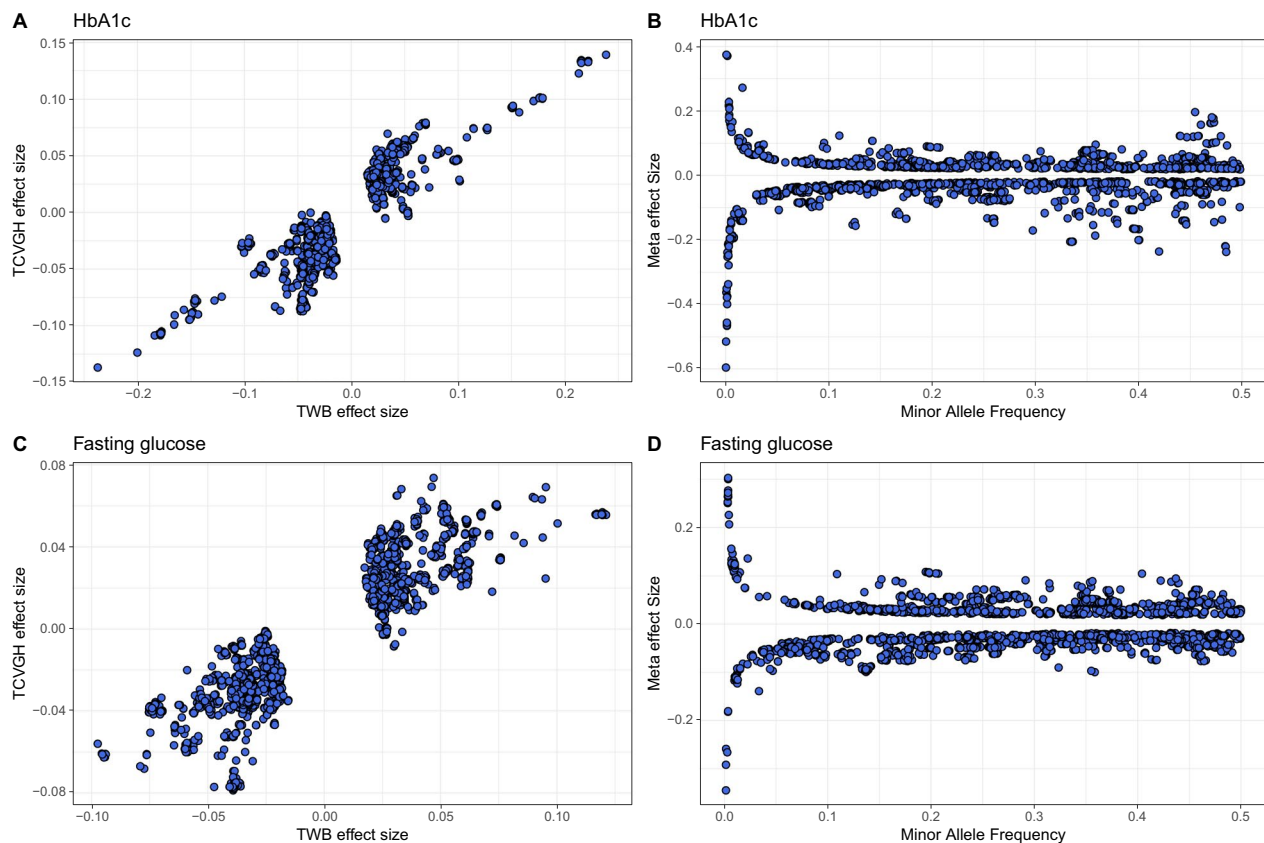 A HbA1c
0.15
0.10
0.05
0.00
−0.05
−0.10
−0.15
TCVGH effect size
−0.2 −0.1 0.0 0.1 0.2
TWB effect size
B HbA1c
0.4
0.2
0.0
−0.2
−0.4
−0.6
Meta effect Size
0.0 0.1 0.2 0.3 0.4 0.5
Minor Allele Frequency
C Fasting glucose
0.08
0.04
0.00
−0.04
−0.08
TCVGH effect size
−0.10 −0.05 0.00 0.05 0.10
TWB effect size
D Fasting glucose
0.2
0.0
−0.2
Meta effect Size
0.0 0.1 0.2 0.3 0.4 0.5
Minor Allele Frequency